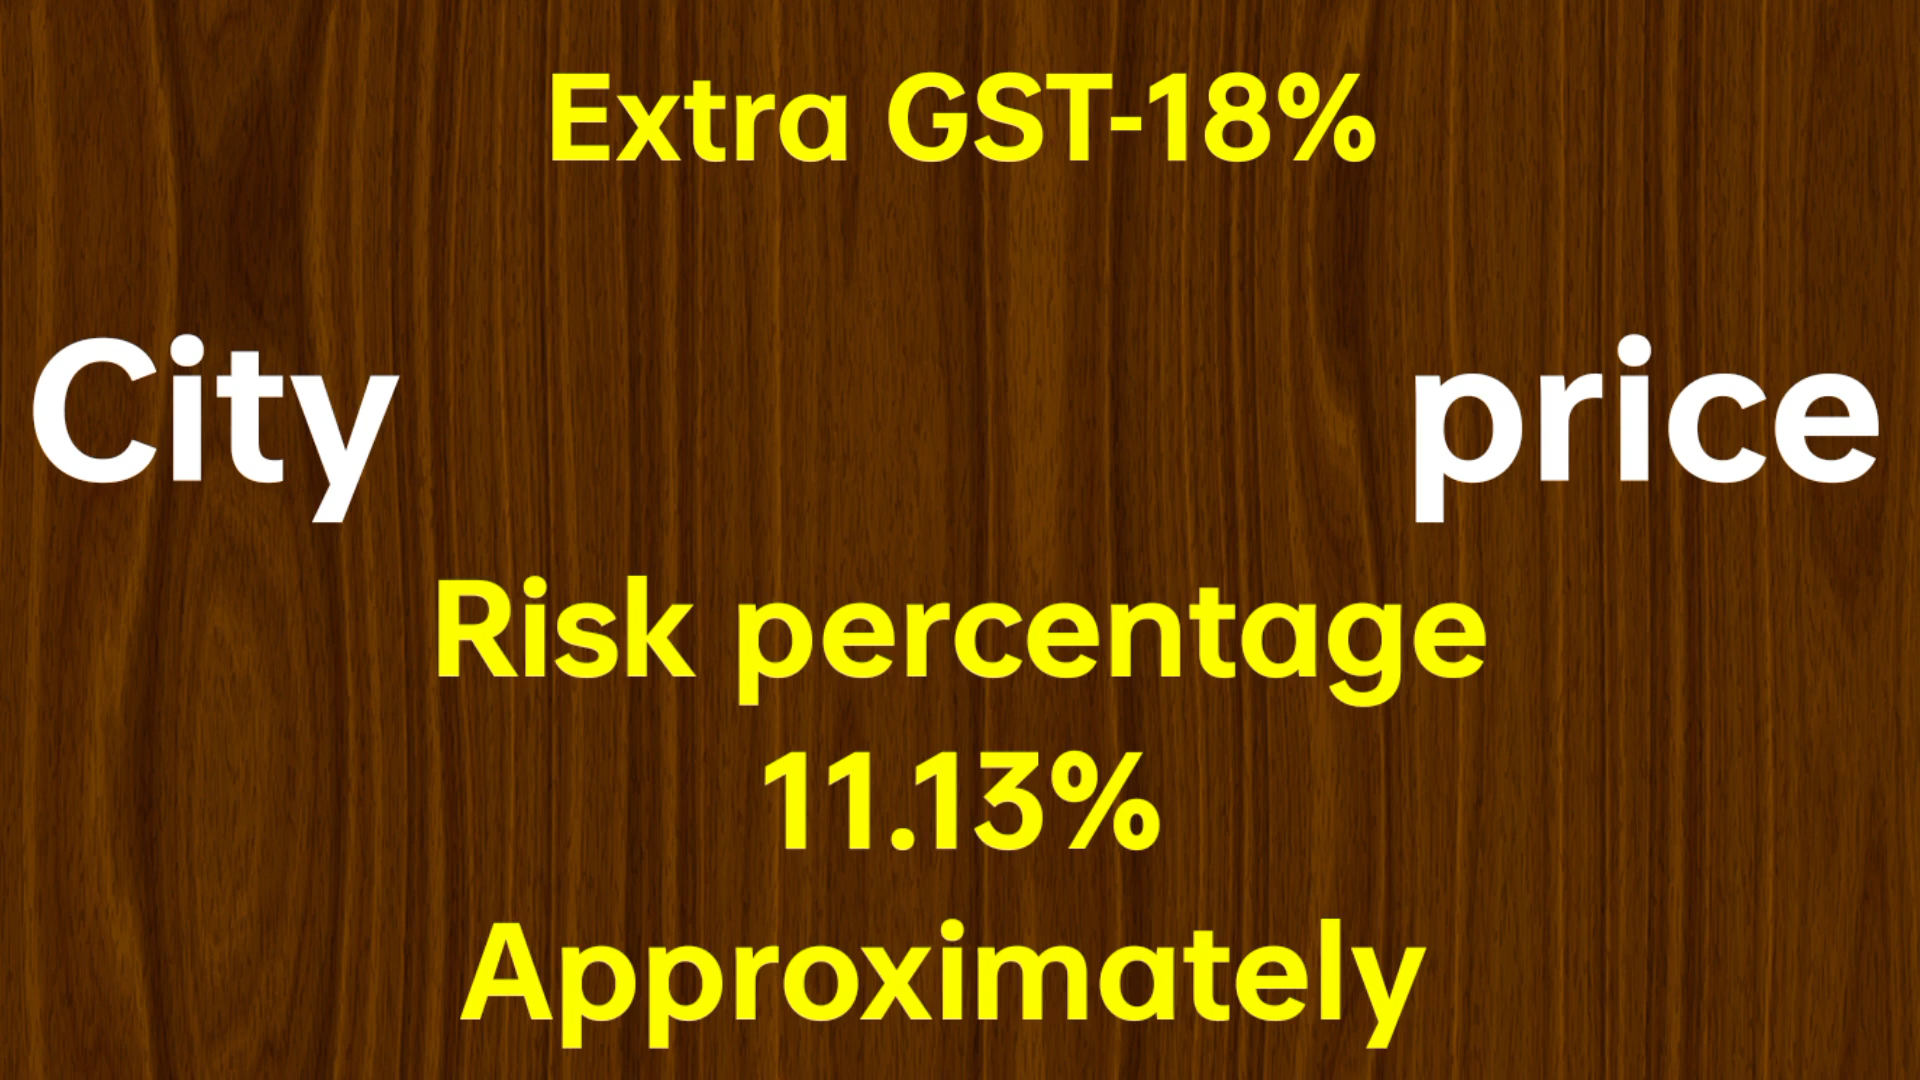 Extra GST-18%
City price
Risk percentage
11.13%
Approximately